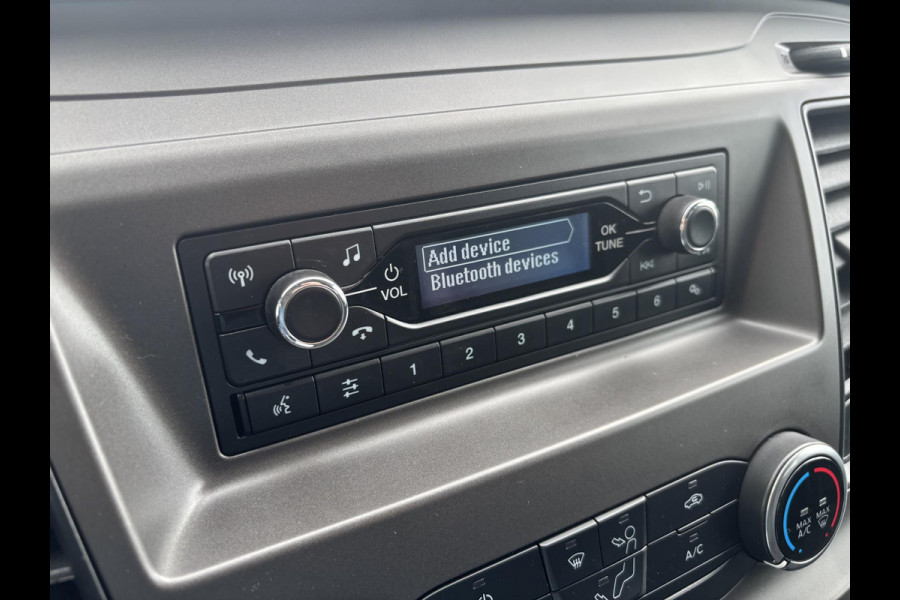 Add device
Bluetooth devices
VOL
OK
TUNE
1
2
3
4
5
6
MAX
A/C
MAX
A/C